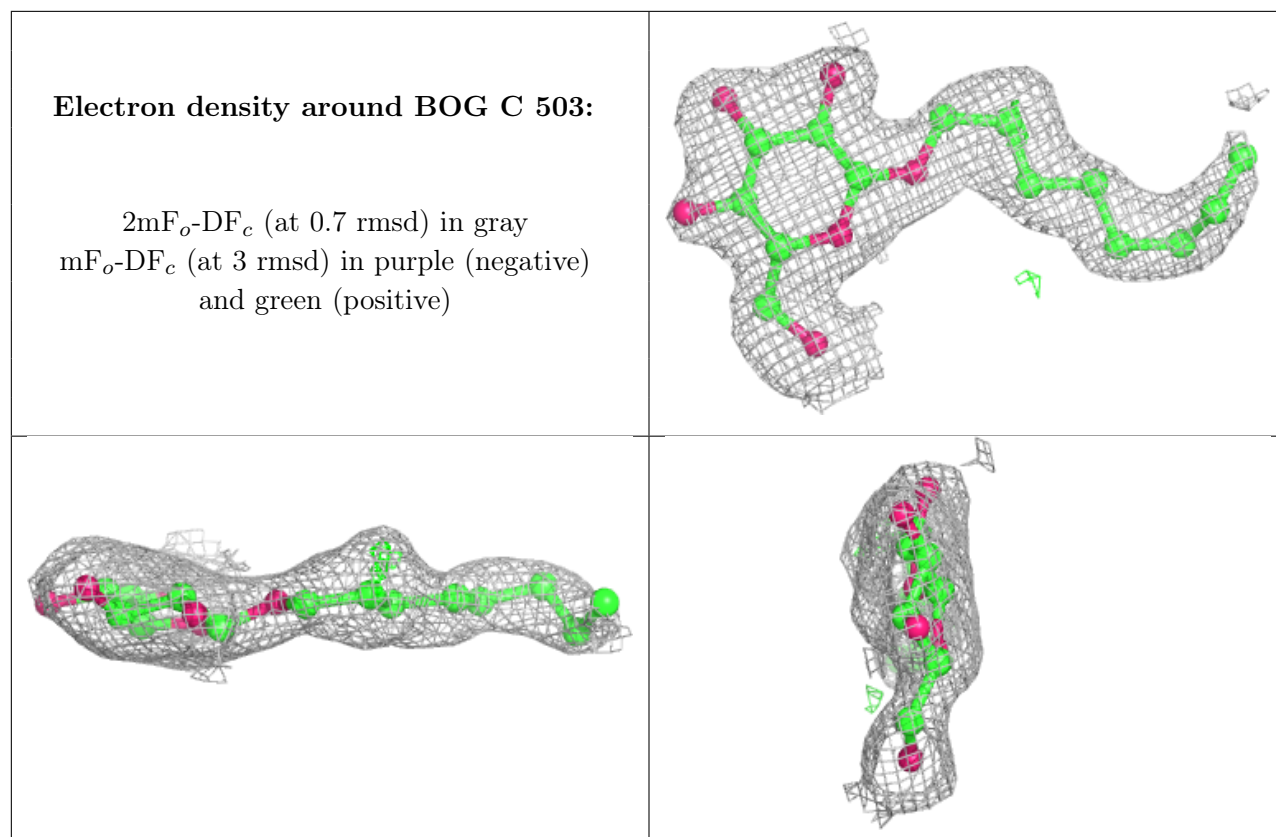 Electron density around BOG C 503:
2mFo-DFc (at 0.7 rmsd) in gray
mFo-DFc (at 3 rmsd) in purple (negative)
and green (positive)